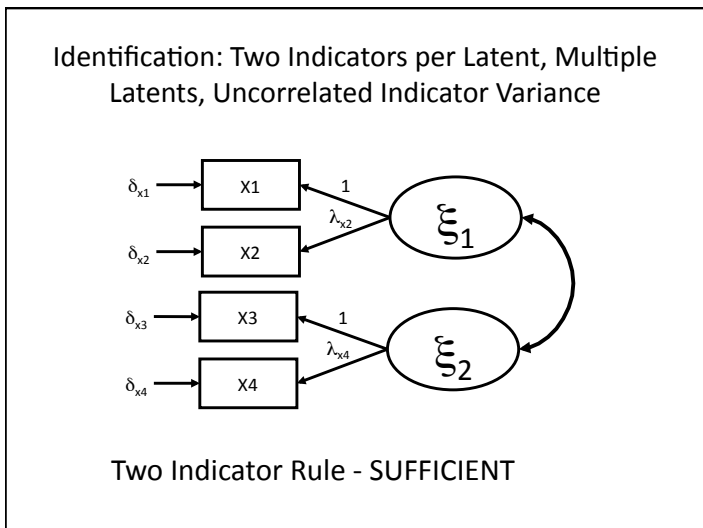 Identification: Two Indicators per Latent, Multiple
Latents, Uncorrelated Indicator Variance
δx1
X1
1
λx2
ξ1
δx2
X2
δx3
X3
1
λx4
ξ2
δx4
X4
Two Indicator Rule - SUFFICIENT